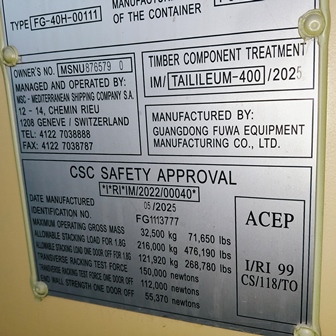 MANUFACTUR
OF THE CONTAINER
TYPE FG-40H-00111
OWNER'S NO. MSNU876579 0
MANAGED AND OPERATED BY:
MSC - MEDITERRANEAN SHIPPING COMPANY S.A.
12 - 14, CHEMIN RIEU
1208 GENEVE / SWITZERLAND
TEL: 4122 7038888
FAX: 4122 7038787
TIMBER COMPONENT TREATMENT
IM/ TAILILEUM-400 /2025
MANUFACTURED BY:
GUANGDONG FUWA EQUIPMENT
MANUFACTURING CO., LTD.
CSC SAFETY APPROVAL
*I*RI*IM/2022/00040*
DATE MANUFACTURED 05/2025
IDENTIFICATION NO. FG1113777
MAXIMUM OPERATING GROSS MASS 32,500 kg 71,650 lbs
ALLOWABLE STACKING LOAD FOR 1.8G 216,000 kg 476,190 lbs
ALLOWABLE STACKING LOAD ONE DOOR OFF FOR 1.8G 121,920 kg 268,780 lbs
TRANSVERSE RACKING TEST FORCE 150,000 newtons
TRANSVERSE RACKING TEST FORCE ONE DOOR OFF 112,000 newtons
END WALL STRENGTH ONE DOOR OFF 55,370 newtons
ACEP
I/RI 99
CS/118/TO